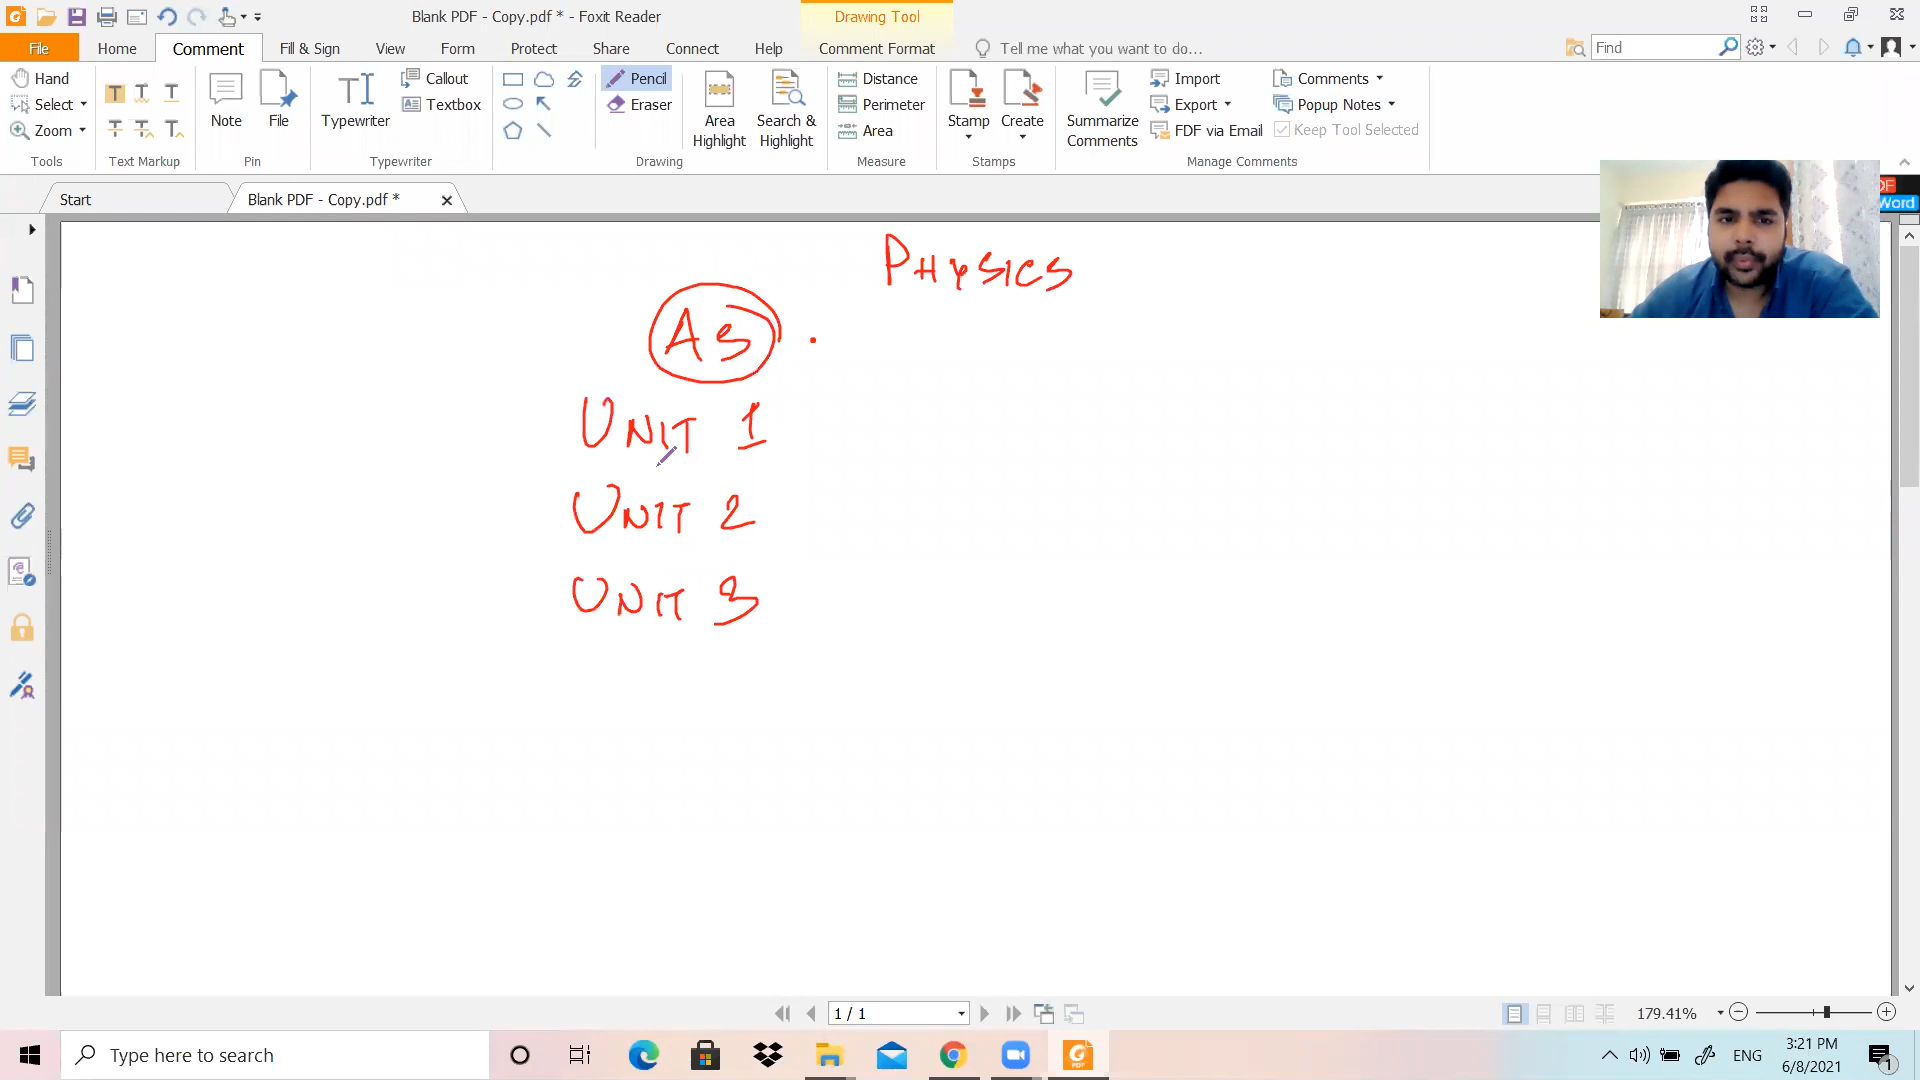 Blank PDF - Copy.pdf * - Foxit Reader
Drawing Tool
File Home Comment Fill & Sign View Form Protect Share Connect Help Comment Format Tell me what you want to do... Find
Hand
Select
Zoom
Tools
Text Markup
Note
File
Pin
Typewriter
Callout
Textbox
Typewriter
Pencil
Eraser
Area Highlight
Search & Highlight
Drawing
Distance
Perimeter
Area
Measure
Stamp
Create
Stamps
Summarize Comments
Import
Export
FDF via Email
Comments
Popup Notes
Keep Tool Selected
Manage Comments
Start
Blank PDF - Copy.pdf *
Word
PHYSICS
AS .
UNIT 1
UNIT 2
UNIT 3
1 / 1
179.41%
Type here to search
ENG
3:21 PM
6/8/2021
1